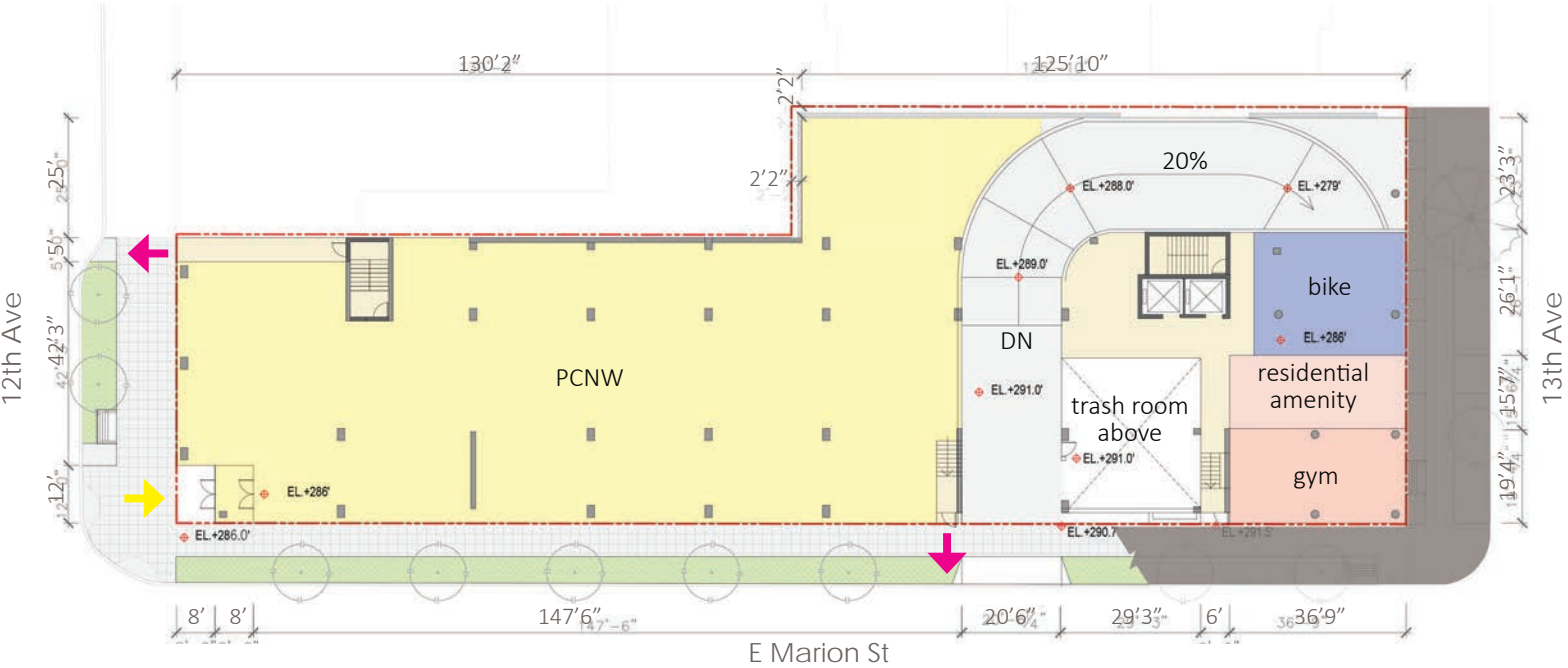 130'2"
125'10"
2'2"
2'2"
25'
5'6"
42'3"
12'
12th Ave
23'3"
26'1"
15'7"
19'4"
13th Ave
20%
EL.+288.0'
EL.+279'
EL.+289.0'
bike
EL.+286'
DN
PCNW
EL.+291.0'
residential
amenity
trash room
above
EL.+291.0'
gym
EL.+286'
EL.+286.0'
EL.+290.7
EL.+291.5'
8'
8'
147'6"
20'6"
29'3"
6'
36'9"
E Marion St